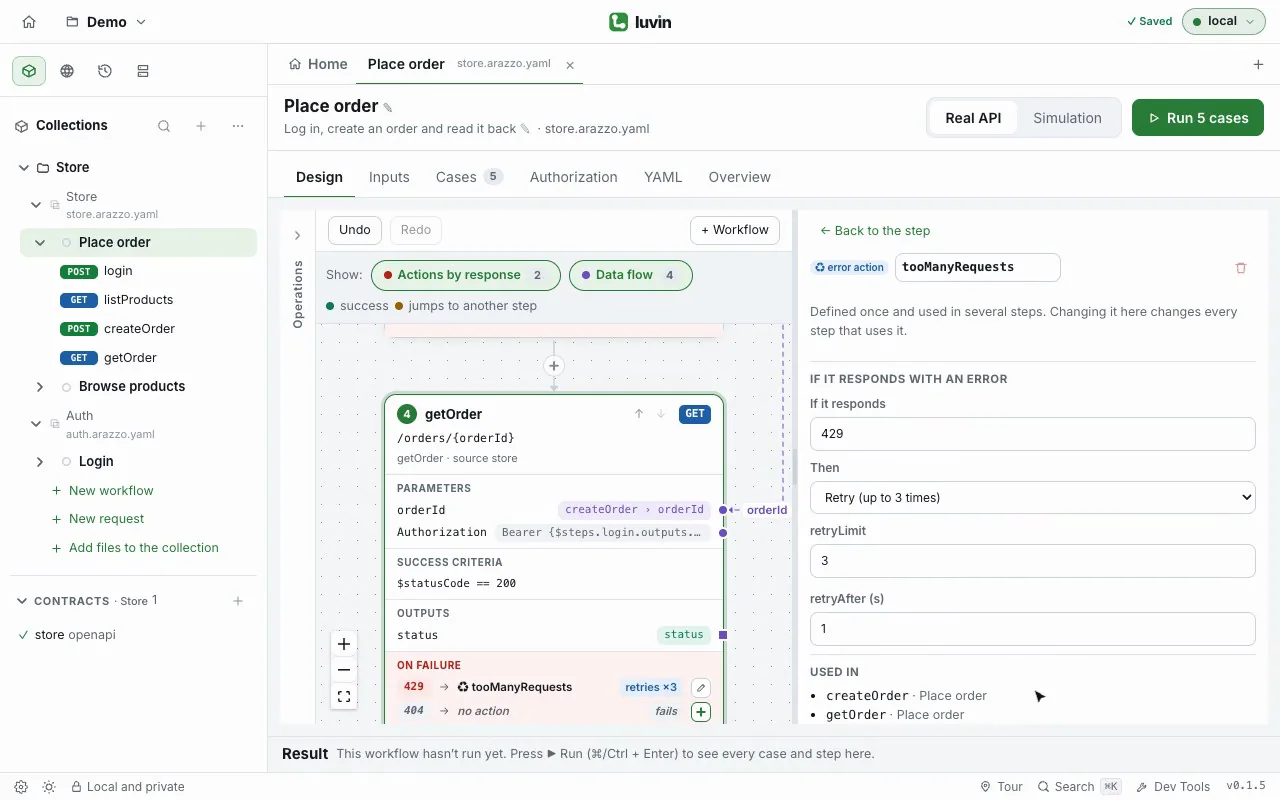 Demo
luvin
Saved
local
Home
Place order store.arazzo.yaml
Collections
Place order
Log in, create an order and read it back · store.arazzo.yaml
Real API
Simulation
Run 5 cases
Design
Inputs
Cases 5
Authorization
YAML
Overview
Store
Store
store.arazzo.yaml
Place order
POST login
GET listProducts
POST createOrder
GET getOrder
Browse products
Auth
auth.arazzo.yaml
Login
+ New workflow
+ New request
+ Add files to the collection
CONTRACTS · Store 1
store openapi
Operations
Undo
Redo
+ Workflow
Show:
Actions by response 2
Data flow 4
success
jumps to another step
4 getOrder
GET
/orders/{orderId}
getOrder · source store
PARAMETERS
orderId createOrder › orderId
orderId
Authorization Bearer {$steps.login.outputs.…
SUCCESS CRITERIA
$statusCode == 200
OUTPUTS
status status
ON FAILURE
429 → tooManyRequests retries ×3
404 → no action fails
← Back to the step
error action
tooManyRequests
Defined once and used in several steps. Changing it here changes every
step that uses it.
IF IT RESPONDS WITH AN ERROR
If it responds
429
Then
Retry (up to 3 times)
retryLimit
3
retryAfter (s)
1
USED IN
• createOrder · Place order
• getOrder · Place order
Result This workflow hasn’t run yet. Press ▶ Run (⌘/Ctrl + Enter) to see every case and step here.
Local and private
Tour
Search ⌘K
Dev Tools
v0.1.5